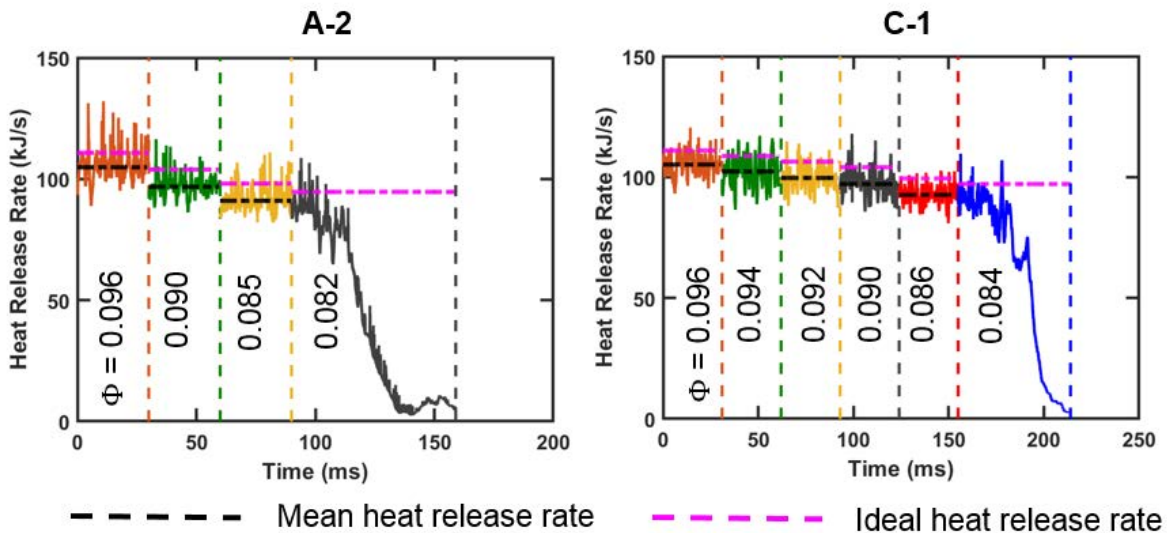 A-2
150
100
50
0
Heat Release Rate (kJ/s)
Φ = 0.096
0.090
0.085
0.082
0 50 100 150 200
Time (ms)
C-1
150
100
50
0
Heat Release Rate (kJ/s)
Φ = 0.096
0.094
0.092
0.090
0.086
0.084
0 50 100 150 200 250
Time (ms)
Mean heat release rate
Ideal heat release rate